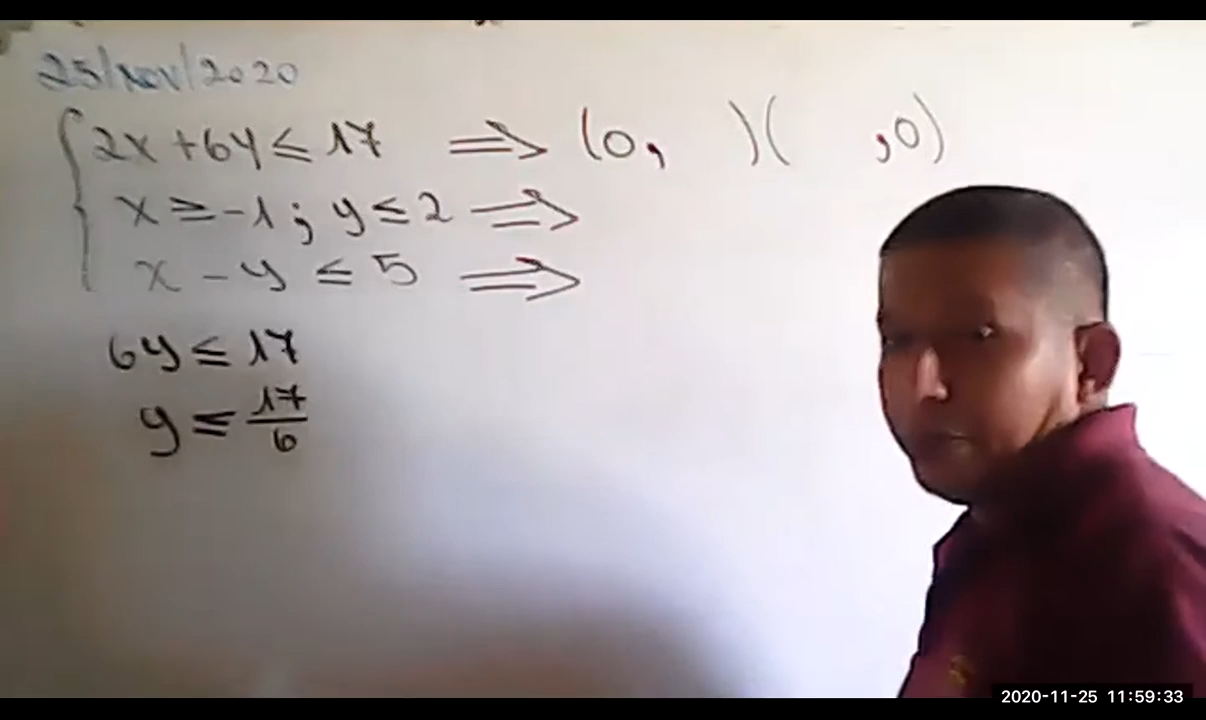 25/Nov/2020
2x + 6y ≤ 17 ⟹ (0, )( ,0)
x ≥ -1 ; y ≤ 2 ⟹
x - y ≤ 5 ⟹
6y ≤ 17
y ≤ 17/6
2020-11-25 11:59:33